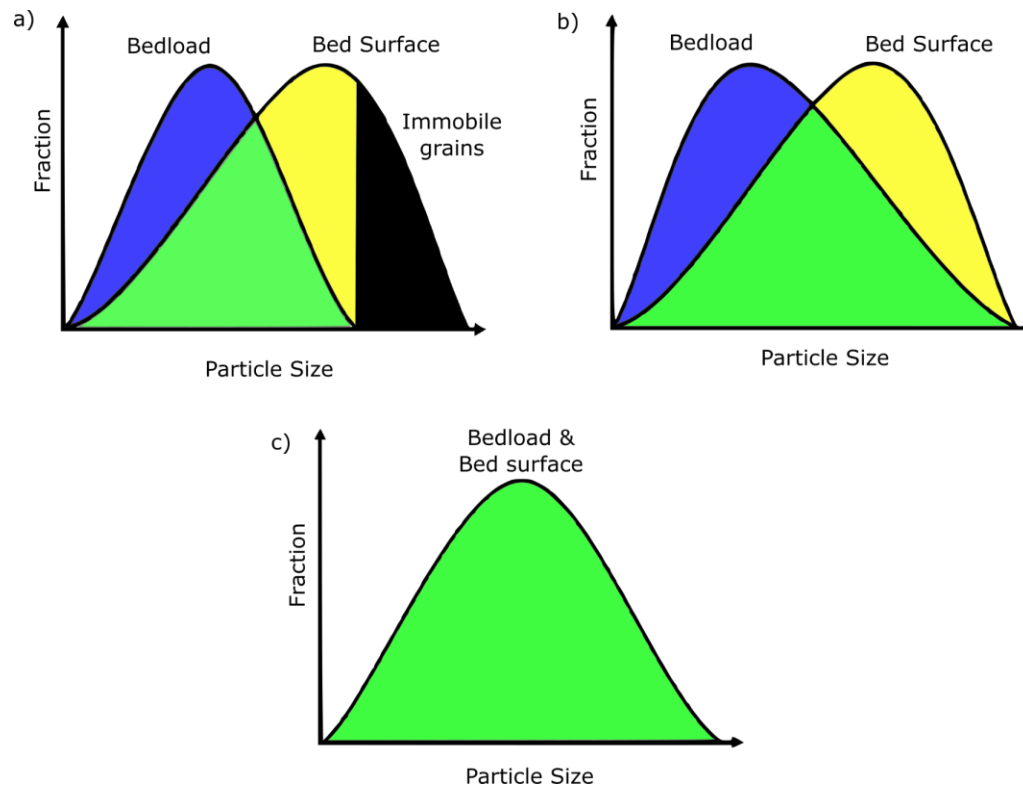 a)
Bedload
Bed Surface
Immobile
grains
Fraction
Particle Size
b)
Bedload
Bed Surface
Fraction
Particle Size
c)
Bedload &
Bed surface
Fraction
Particle Size